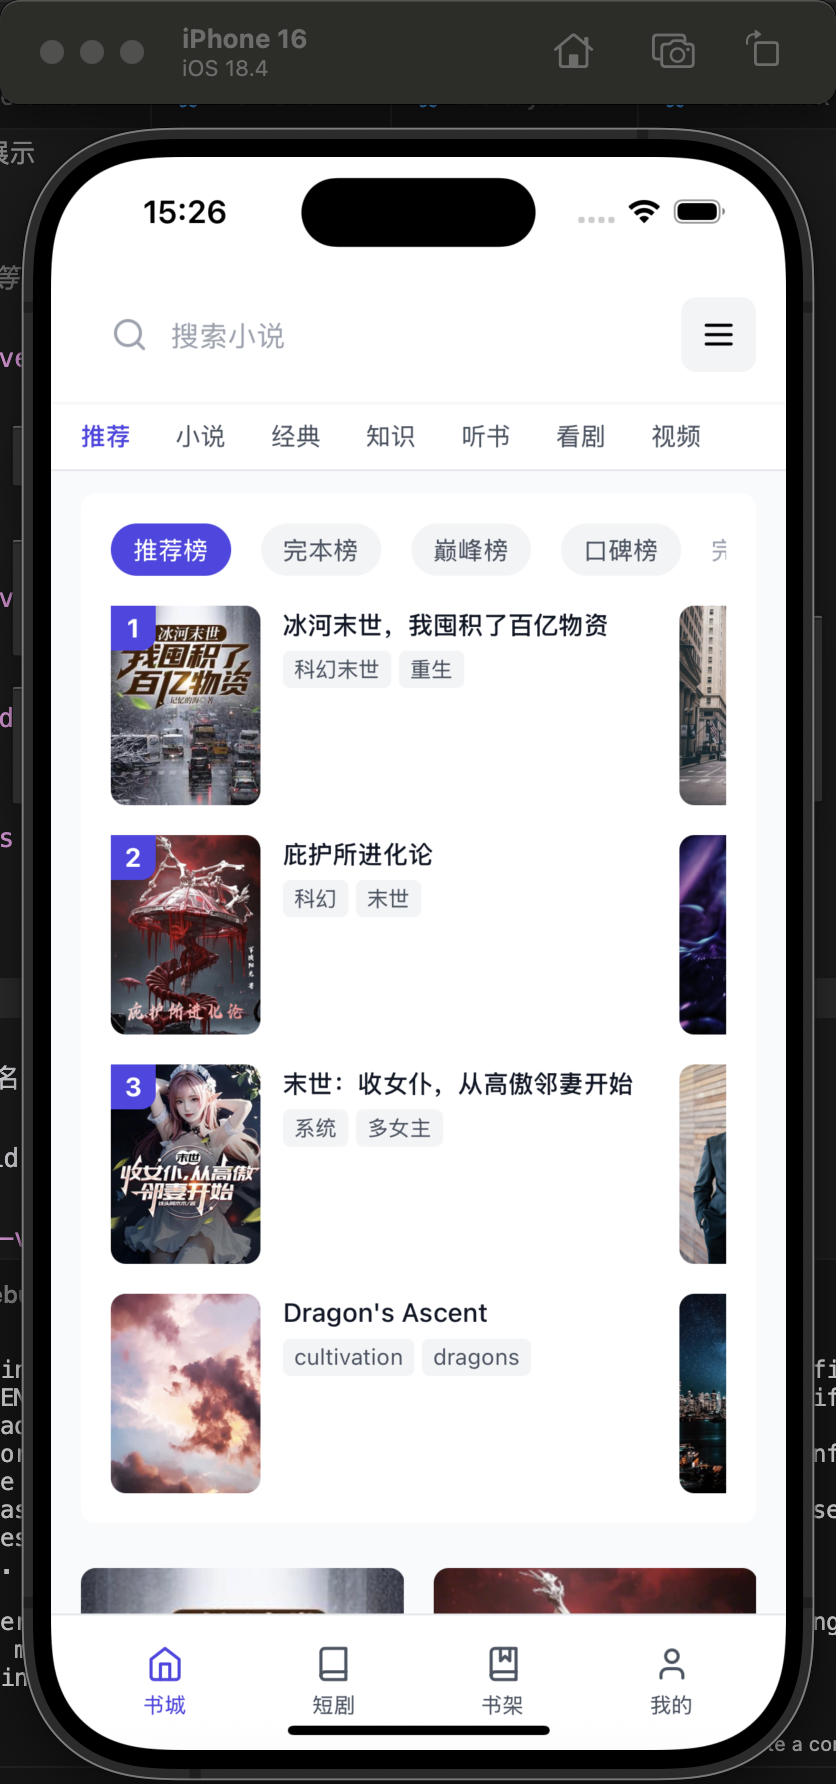 iPhone 16
iOS 18.4
展示
等
15:26
搜索小说
推荐 小说 经典 知识 听书 看剧 视频
推荐榜 完本榜 巅峰榜 口碑榜
1
冰河末世
我囤积了
百亿物资
冰河末世，我囤积了百亿物资
科幻末世 重生
2
庇护所进化论
庇护所进化论
科幻 末世
3
末世
收女仆,从高傲
邻妻开始
末世：收女仆，从高傲邻妻开始
系统 多女主
名
Dragon's Ascent
cultivation dragons
书城 短剧 书架 我的